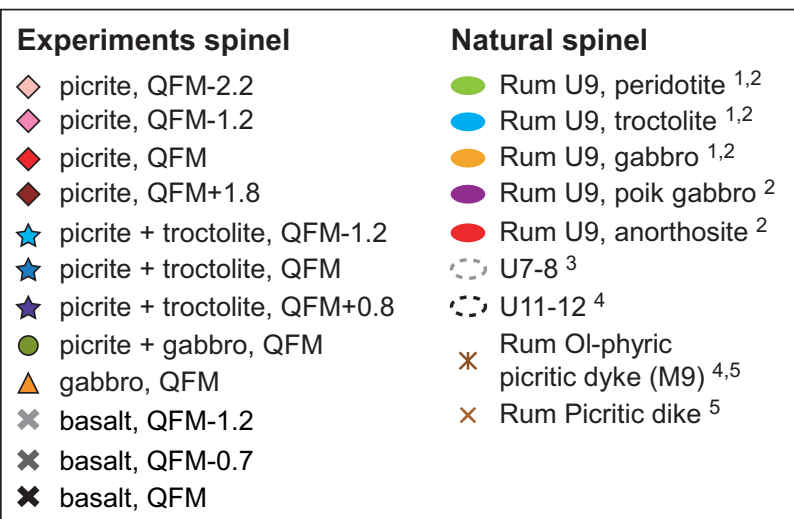 Experiments spinel
picrite, QFM-2.2
picrite, QFM-1.2
picrite, QFM
picrite, QFM+1.8
picrite + troctolite, QFM-1.2
picrite + troctolite, QFM
picrite + troctolite, QFM+0.8
picrite + gabbro, QFM
gabbro, QFM
basalt, QFM-1.2
basalt, QFM-0.7
basalt, QFM
Natural spinel
Rum U9, peridotite 1,2
Rum U9, troctolite 1,2
Rum U9, gabbro 1,2
Rum U9, poik gabbro 2
Rum U9, anorthosite 2
U7-8 3
U11-12 4
Rum Ol-phyric
picritic dyke (M9) 4,5
Rum Picritic dike 5